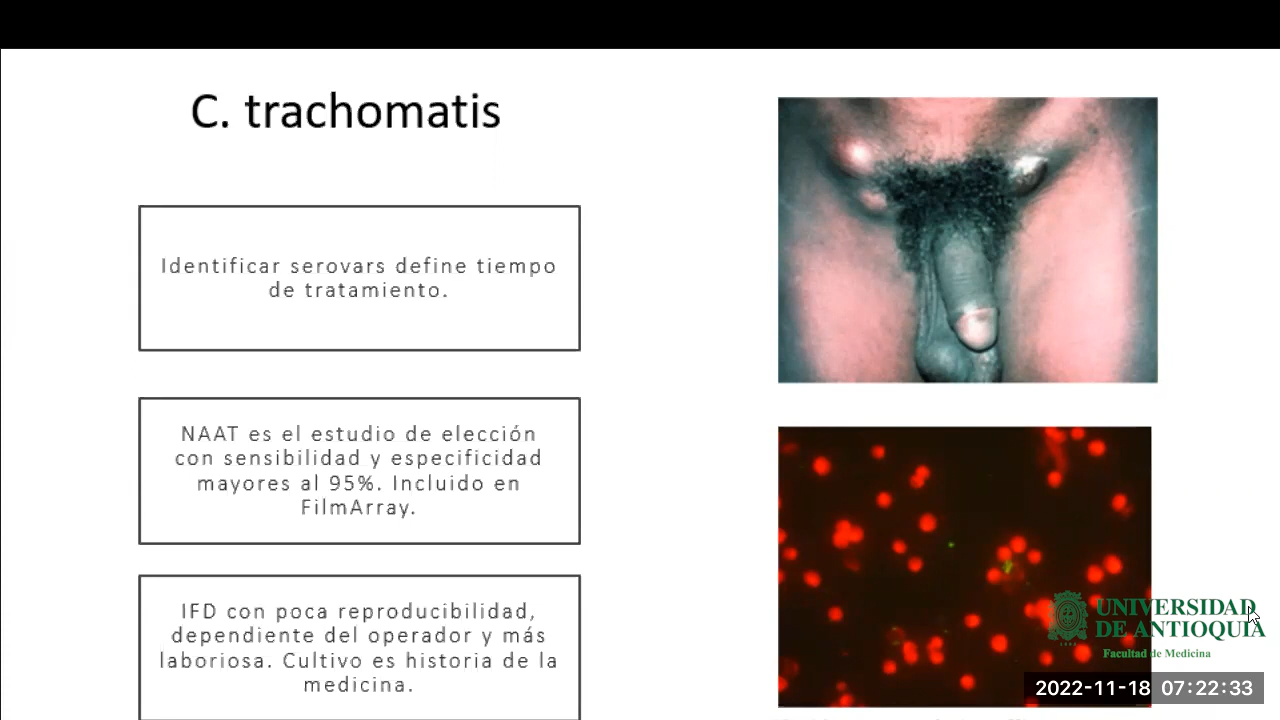 C. trachomatis
Identificar serovars define tiempo
de tratamiento.
NAAT es el estudio de elección
con sensibilidad y especificidad
mayores al 95%. Incluido en
FilmArray.
IFD con poca reproducibilidad,
dependiente del operador y más
laboriosa. Cultivo es historia de la
medicina.
UNIVERSIDAD
DE ANTIOQUIA
Facultad de Medicina
2022-11-18 07:22:33